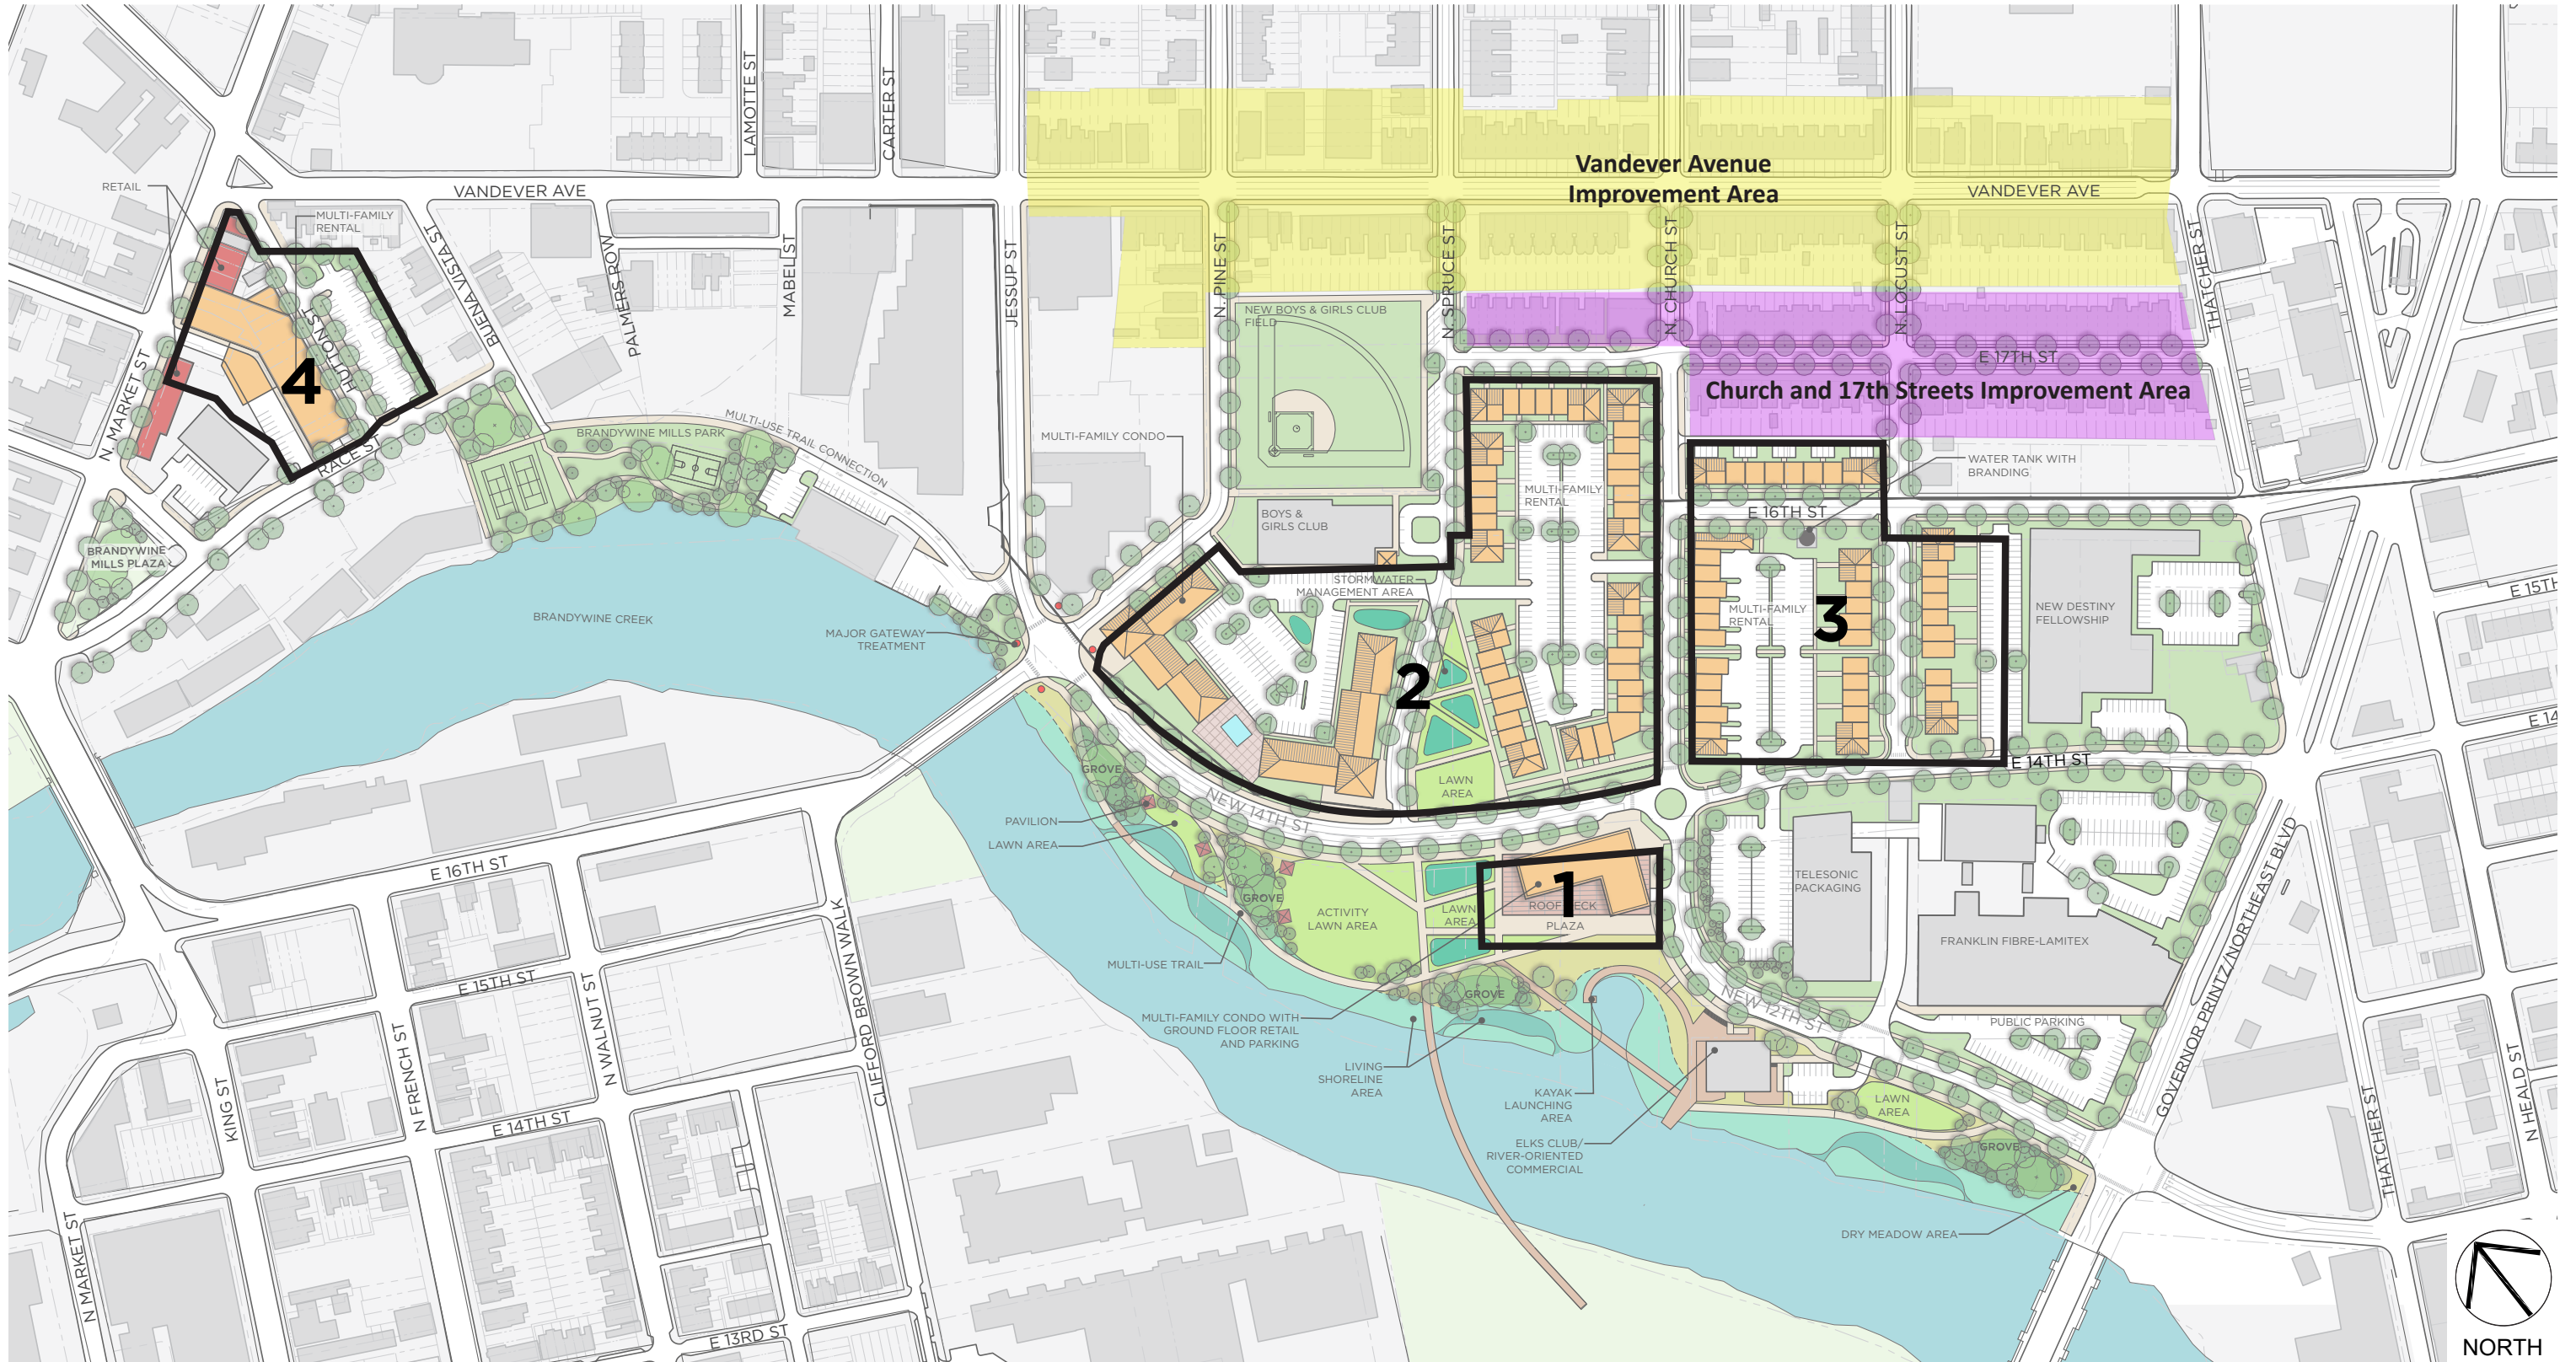 LAMOTTE ST
CARTER ST
Vandever Avenue
Improvement Area
RETAIL
VANDEVER AVE
VANDEVER AVE
MULTI-FAMILY
RENTAL
BUENA VISTA ST
PALMERS ROW
MABEL ST
JESSUP ST
N. PINE ST
N. SPRUCE ST
N. CHURCH ST
N. LOCUST ST
THATCHER ST
NEW BOYS & GIRLS CLUB
FIELD
E 17TH ST
Church and 17th Streets Improvement Area
4
HUTTON ST
N. MARKET ST
RACE ST
MULTI-USE TRAIL CONNECTION
BRANDYWINE MILLS PARK
MULTI-FAMILY CONDO
WATER TANK WITH
BRANDING
MULTI-FAMILY
RENTAL
BOYS &
GIRLS CLUB
E 16TH ST
BRANDYWINE
MILLS PLAZA
STORMWATER
MANAGEMENT AREA
E 15TH
BRANDYWINE CREEK
MAJOR GATEWAY
TREATMENT
MULTI-FAMILY
RENTAL
3
NEW DESTINY
FELLOWSHIP
2
E 14
E 14TH ST
GROVE
LAWN
AREA
NEW 14TH ST
PAVILION
LAWN AREA
E 16TH ST
TELESONIC
PACKAGING
1
ROOF DECK
GROVE
ACTIVITY
LAWN AREA
LAWN
AREA
PLAZA
FRANKLIN FIBRE-LAMITEX
GOVERNOR PRINTZ/NORTHEAST BLVD
CLIFFORD BROWN WALK
MULTI-USE TRAIL
E 15TH ST
N WALNUT ST
GROVE
NEW 12TH ST
PUBLIC PARKING
MULTI-FAMILY CONDO WITH
GROUND FLOOR RETAIL
AND PARKING
N FRENCH ST
KING ST
LIVING
SHORELINE
AREA
KAYAK
LAUNCHING
AREA
LAWN
AREA
E 14TH ST
ELKS CLUB/
RIVER-ORIENTED
COMMERCIAL
GROVE
THATCHER ST
N HEALD ST
DRY MEADOW AREA
N MARKET ST
E 13RD ST
NORTH